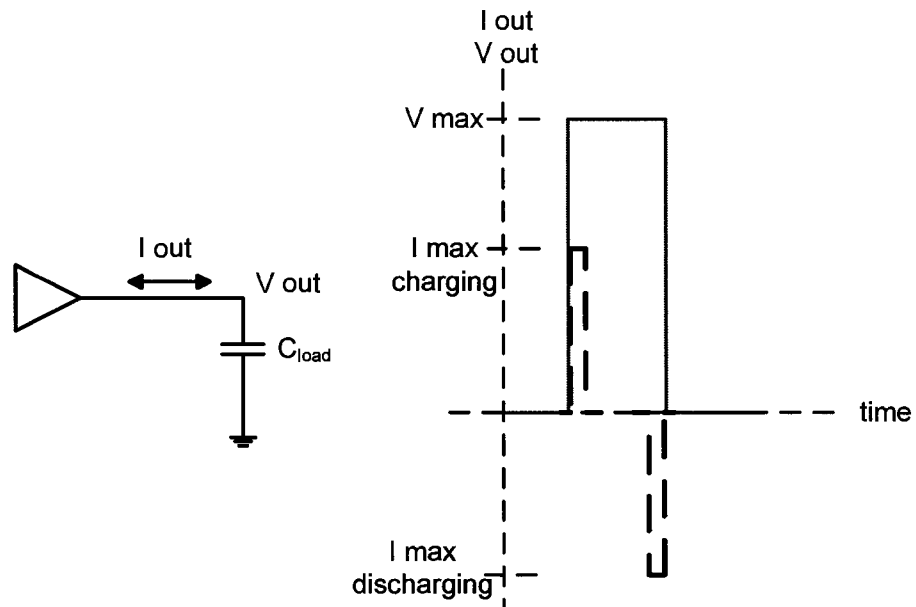 I out
V out
V max
I max
charging
I out
V out
C_load
time
I max
discharging